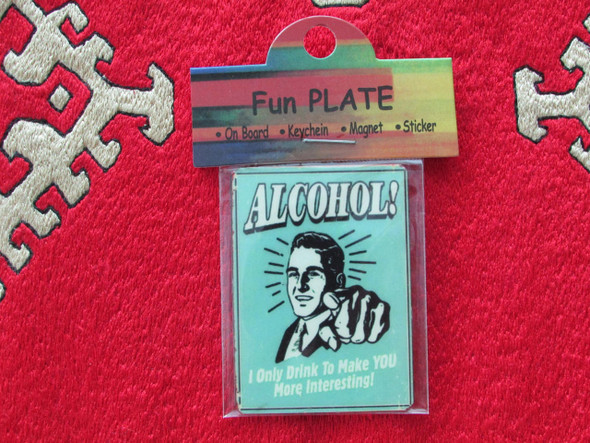 Fun PLATE
• On Board • Keychein • Magnet • Sticker
ALCOHOL!
I Only Drink To Make YOU
More Interesting!